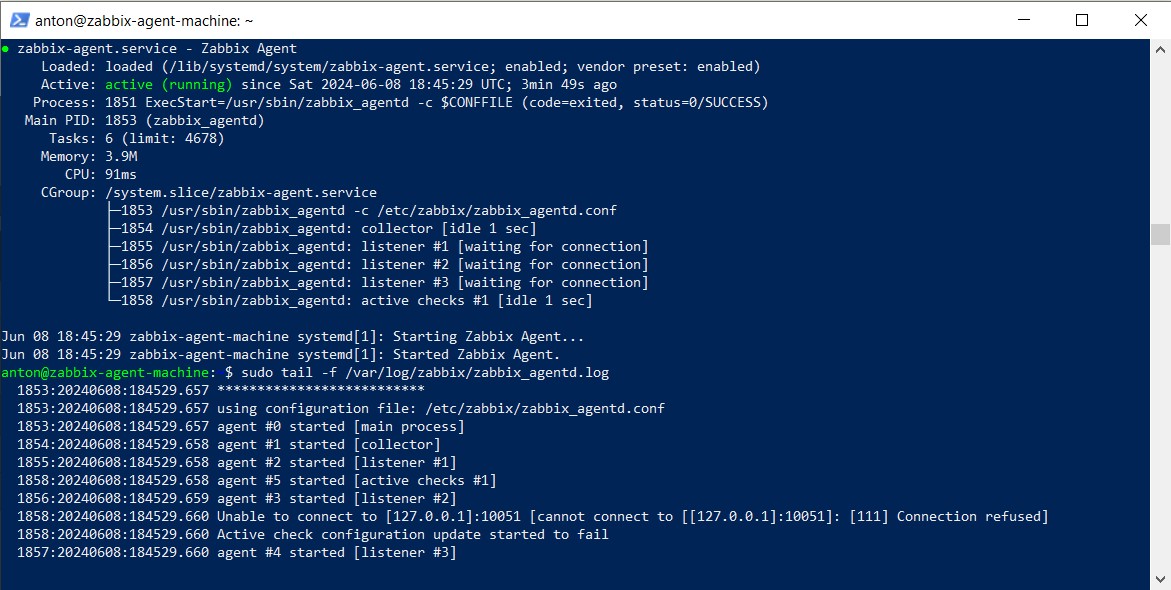 anton@zabbix-agent-machine: ~
● zabbix-agent.service - Zabbix Agent
     Loaded: loaded (/lib/systemd/system/zabbix-agent.service; enabled; vendor preset: enabled)
     Active: active (running) since Sat 2024-06-08 18:45:29 UTC; 3min 49s ago
    Process: 1851 ExecStart=/usr/sbin/zabbix_agentd -c $CONFFILE (code=exited, status=0/SUCCESS)
   Main PID: 1853 (zabbix_agentd)
      Tasks: 6 (limit: 4678)
     Memory: 3.9M
        CPU: 91ms
     CGroup: /system.slice/zabbix-agent.service
             ├─1853 /usr/sbin/zabbix_agentd -c /etc/zabbix/zabbix_agentd.conf
             ├─1854 /usr/sbin/zabbix_agentd: collector [idle 1 sec]
             ├─1855 /usr/sbin/zabbix_agentd: listener #1 [waiting for connection]
             ├─1856 /usr/sbin/zabbix_agentd: listener #2 [waiting for connection]
             ├─1857 /usr/sbin/zabbix_agentd: listener #3 [waiting for connection]
             └─1858 /usr/sbin/zabbix_agentd: active checks #1 [idle 1 sec]
Jun 08 18:45:29 zabbix-agent-machine systemd[1]: Starting Zabbix Agent...
Jun 08 18:45:29 zabbix-agent-machine systemd[1]: Started Zabbix Agent.
anton@zabbix-agent-machine:~$ sudo tail -f /var/log/zabbix/zabbix_agentd.log
  1853:20240608:184529.657 **************************
  1853:20240608:184529.657 using configuration file: /etc/zabbix/zabbix_agentd.conf
  1853:20240608:184529.657 agent #0 started [main process]
  1854:20240608:184529.658 agent #1 started [collector]
  1855:20240608:184529.658 agent #2 started [listener #1]
  1858:20240608:184529.658 agent #5 started [active checks #1]
  1856:20240608:184529.659 agent #3 started [listener #2]
  1858:20240608:184529.660 Unable to connect to [127.0.0.1]:10051 [cannot connect to [[127.0.0.1]:10051]: [111] Connection refused]
  1858:20240608:184529.660 Active check configuration update started to fail
  1857:20240608:184529.660 agent #4 started [listener #3]